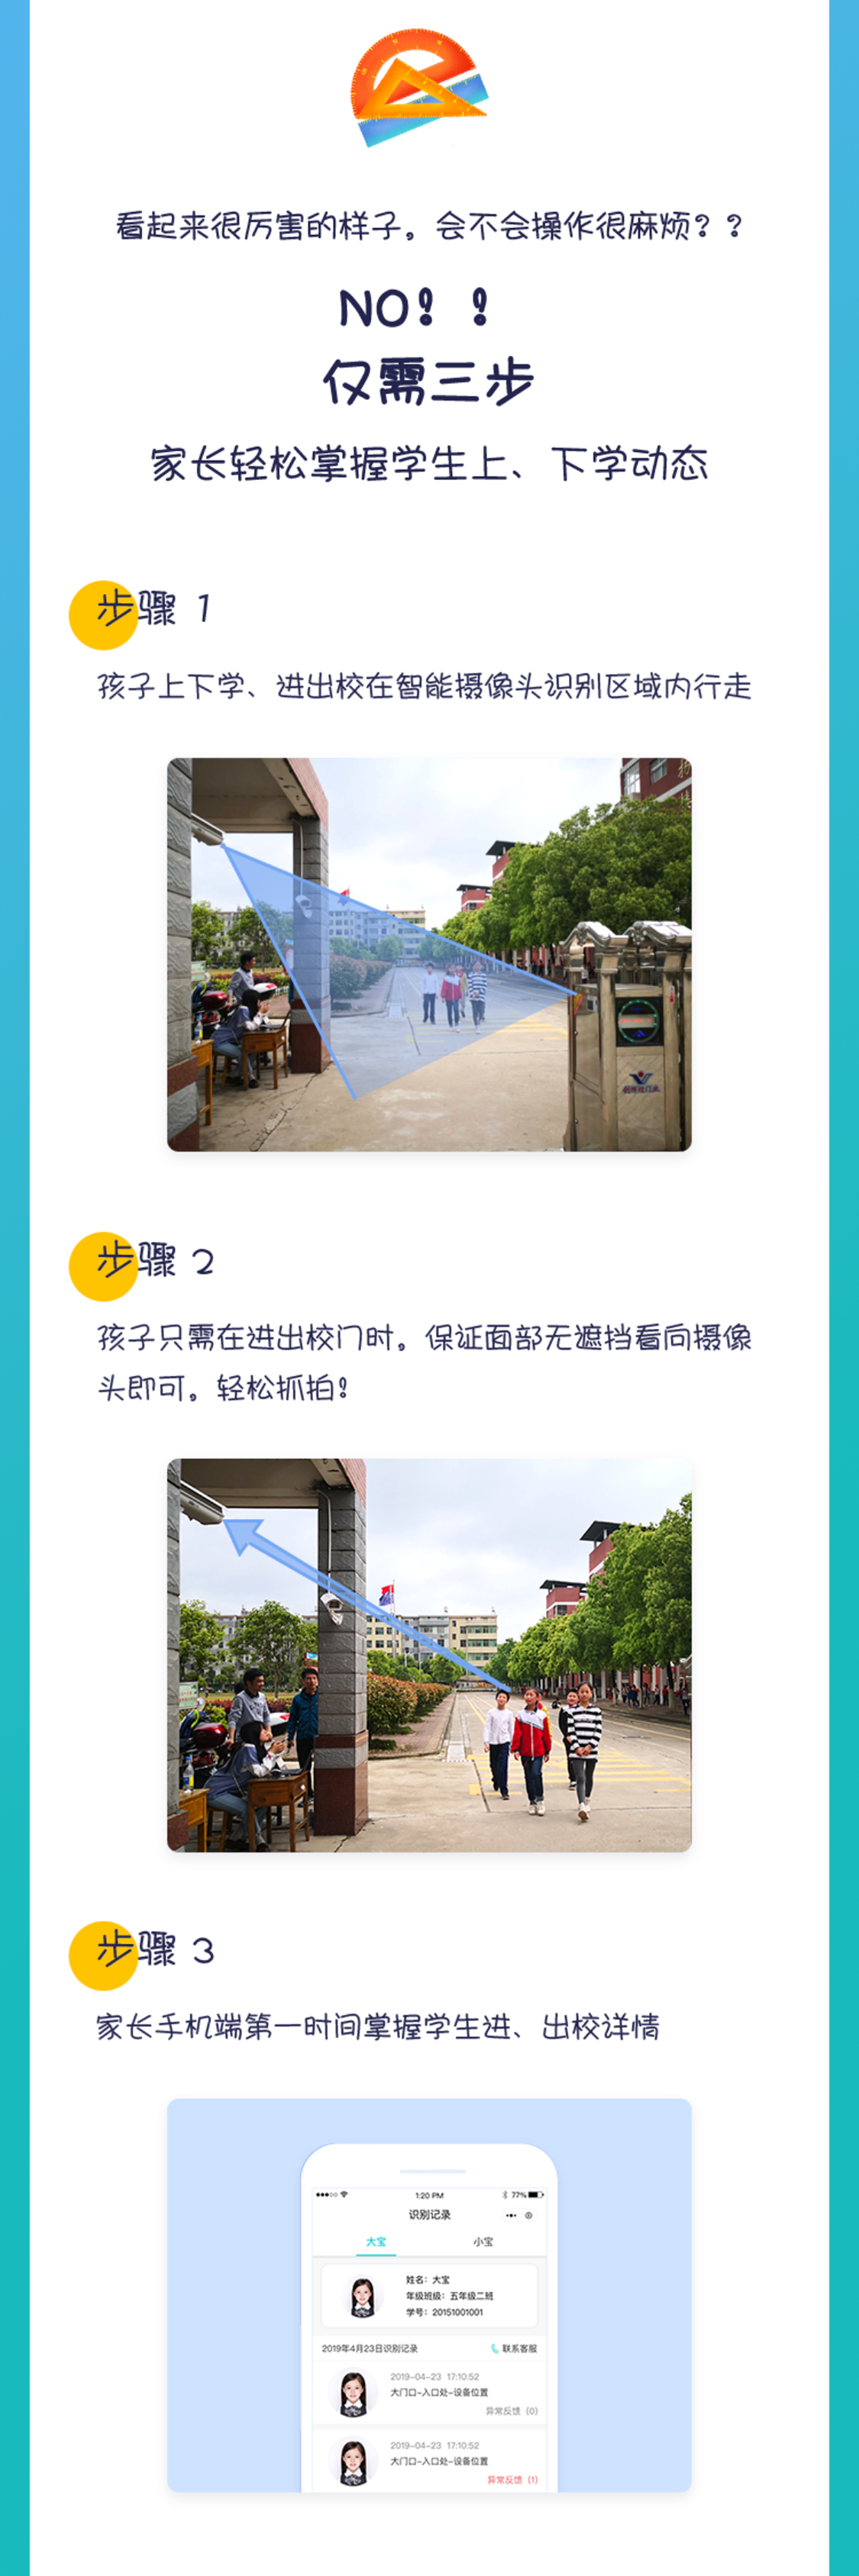 看起来很厉害的样子，会不会操作很麻烦？？
NO！！
仅需三步
家长轻松掌握学生上、下学动态
步骤 1
孩子上下学、进出校在智能摄像头识别区域内行走
步骤 2
孩子只需在进出校门时，保证面部无遮挡看向摄像
头即可，轻松抓拍！
步骤 3
家长手机端第一时间掌握学生进、出校详情
1:20 PM
77%
识别记录
大宝
小宝
姓名：大宝
年级班级：五年级二班
学号：20151001001
2019年4月23日识别记录
联系客服
2019-04-23 17:10:52
大门口-入口处-设备位置
异常反馈（0）
2019-04-23 17:10:52
大门口-入口处-设备位置
异常反馈（1）